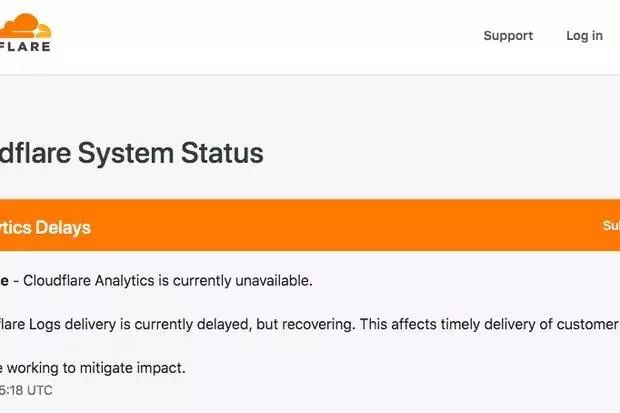 FLARE
Support Log in
dflare System Status
tics Delays
e - Cloudflare Analytics is currently unavailable.
flare Logs delivery is currently delayed, but recovering. This affects timely delivery of customer
e working to mitigate impact.
5:18 UTC